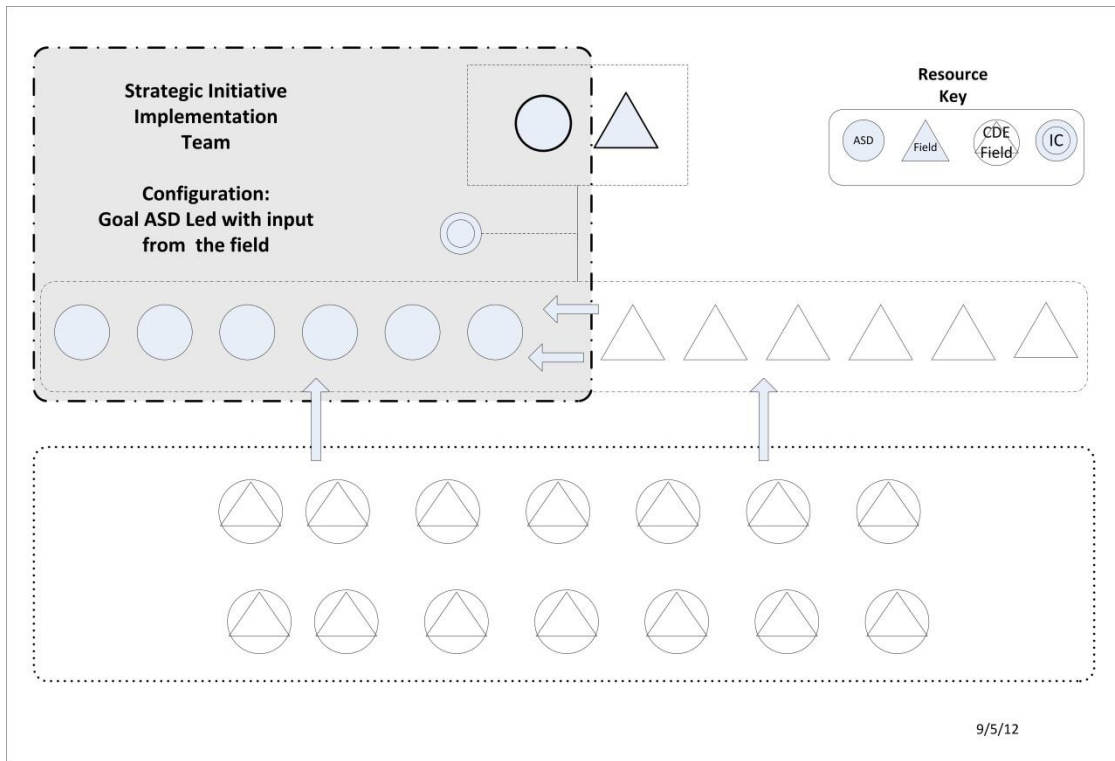 Strategic Initiative
Implementation
Team
Configuration:
Goal ASD Led with input
from the field
Resource
Key
ASD
Field
CDE
Field
IC
9/5/12